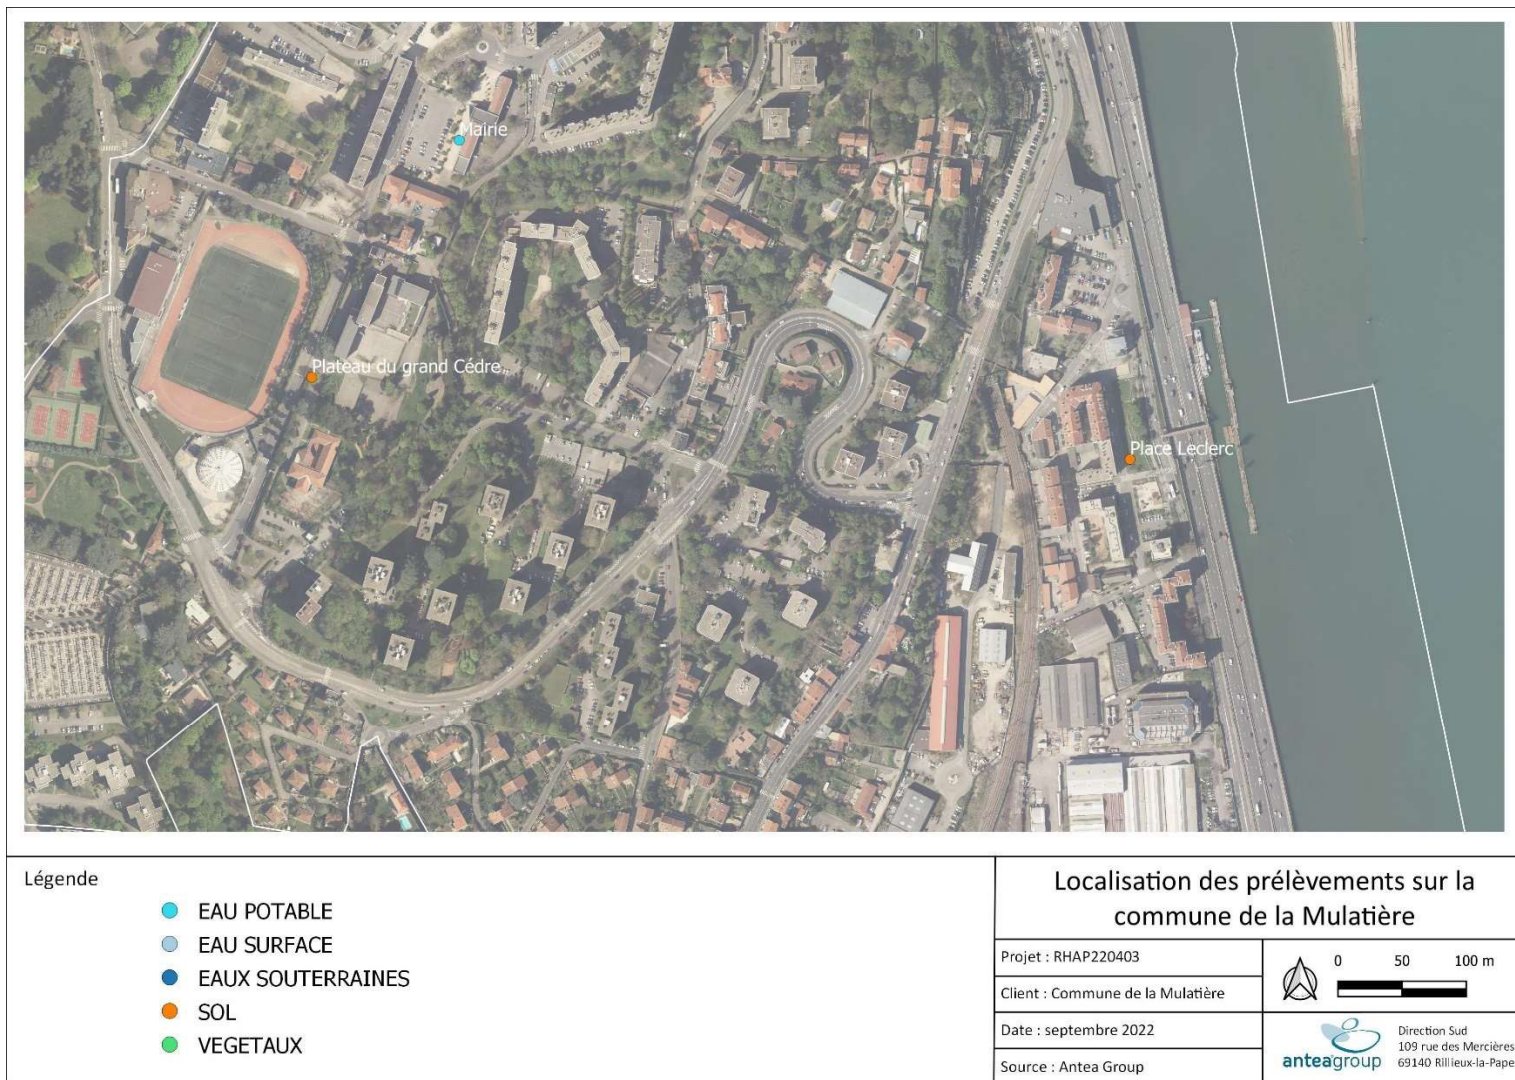 Mairie
Plateau du grand Cédre
Place Leclerc
Légende
EAU POTABLE
EAU SURFACE
EAUX SOUTERRAINES
SOL
VEGETAUX
Localisation des prélèvements sur la
commune de la Mulatière
Projet : RHAP220403
Client : Commune de la Mulatière
Date : septembre 2022
Source : Antea Group
0 50 100 m
anteagroup
Direction Sud
109 rue des Mercières
69140 Rillieux-la-Pape